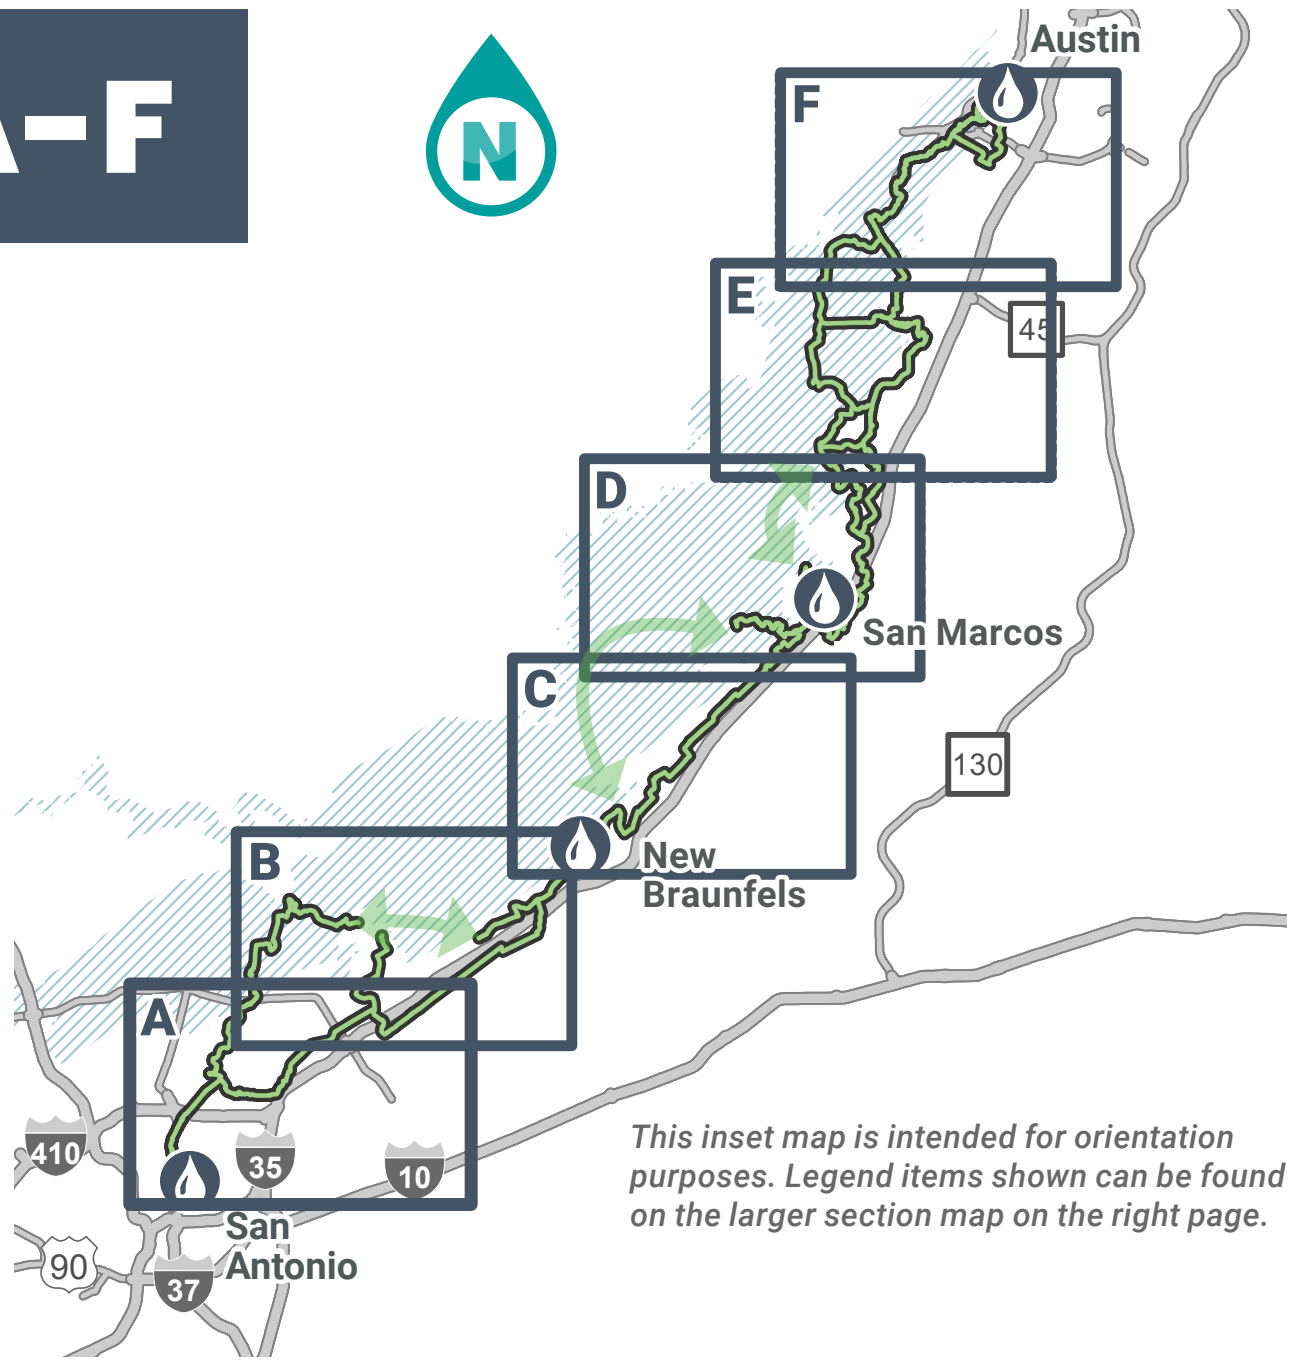 A-F
N
Austin
F
E
45
D
San Marcos
C
130
New
Braunfels
B
A
410
35
10
San
Antonio
90
37
This inset map is intended for orientation
purposes. Legend items shown can be found
on the larger section map on the right page.